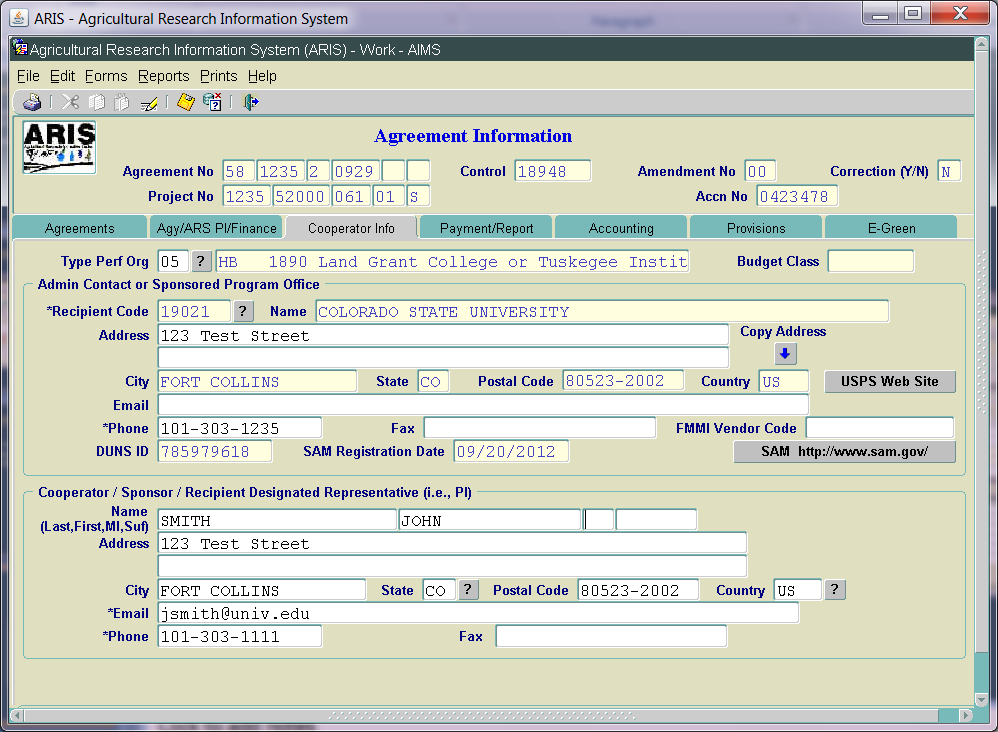 ARIS - Agricultural Research Information System
Agricultural Research Information System (ARIS) - Work - AIMS
File Edit Forms Reports Prints Help
ARIS
Agreement Information
Agreement No 58 1235 2 0929 Control 18948 Amendment No 00 Correction (Y/N) N
Project No 1235 52000 061 01 S Accn No 0423478
Agreements Agy/ARS PI/Finance Cooperator Info Payment/Report Accounting Provisions E-Green
Type Perf Org 05 ? HB 1890 Land Grant College or Tuskegee Instit Budget Class
Admin Contact or Sponsored Program Office
*Recipient Code 19021 ? Name COLORADO STATE UNIVERSITY
Address 123 Test Street Copy Address
City FORT COLLINS State CO Postal Code 80523-2002 Country US USPS Web Site
Email
*Phone 101-303-1235 Fax FMMI Vendor Code
DUNS ID 785979618 SAM Registration Date 09/20/2012 SAM http://www.sam.gov/
Cooperator / Sponsor / Recipient Designated Representative (i.e., PI)
Name
(Last,First,MI,Suf) SMITH JOHN
Address 123 Test Street
City FORT COLLINS State CO ? Postal Code 80523-2002 Country US ?
*Email jsmith@univ.edu
*Phone 101-303-1111 Fax